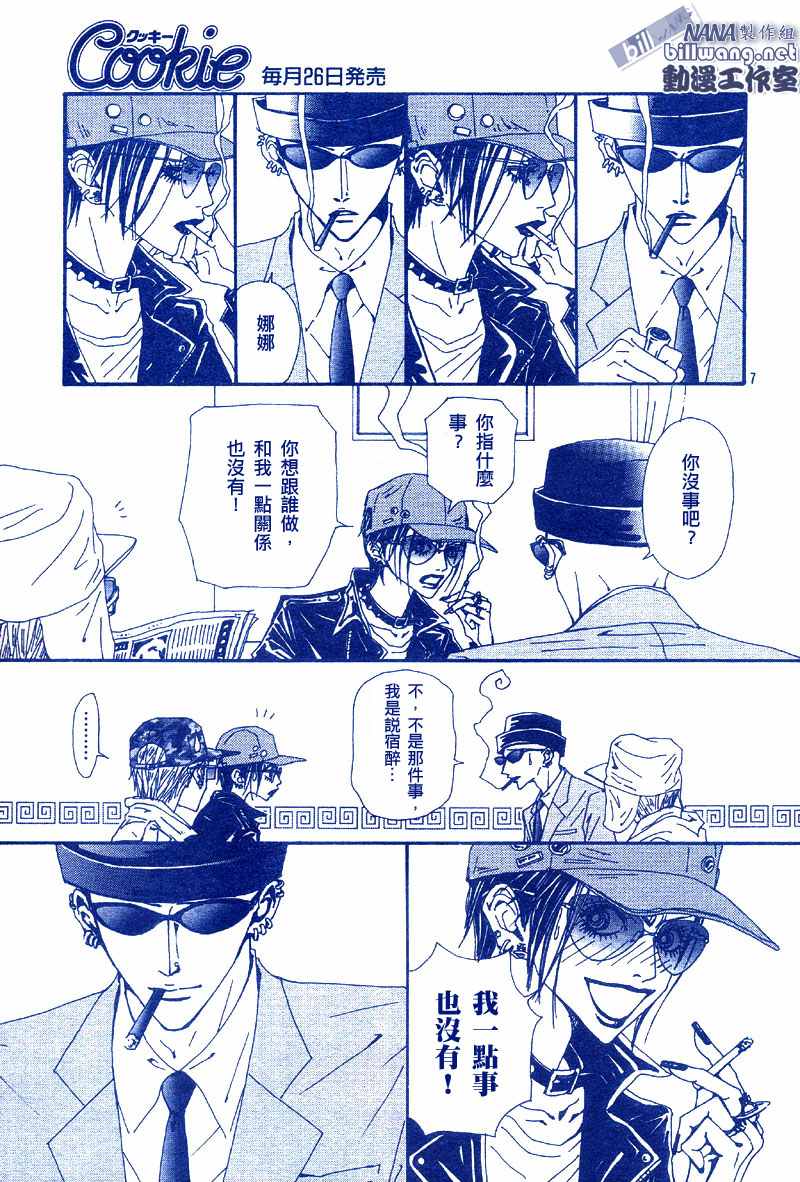 クッキー
Cookie
毎月26日発売
bill
NANA製作組
billwang.net
動漫工作室
娜娜
7
你沒事吧？
你指什麼
事？
你想跟誰做，
和我一點關係
也沒有！
不，不是那件事，
我是説宿醉…
………
我一點事
也沒有！